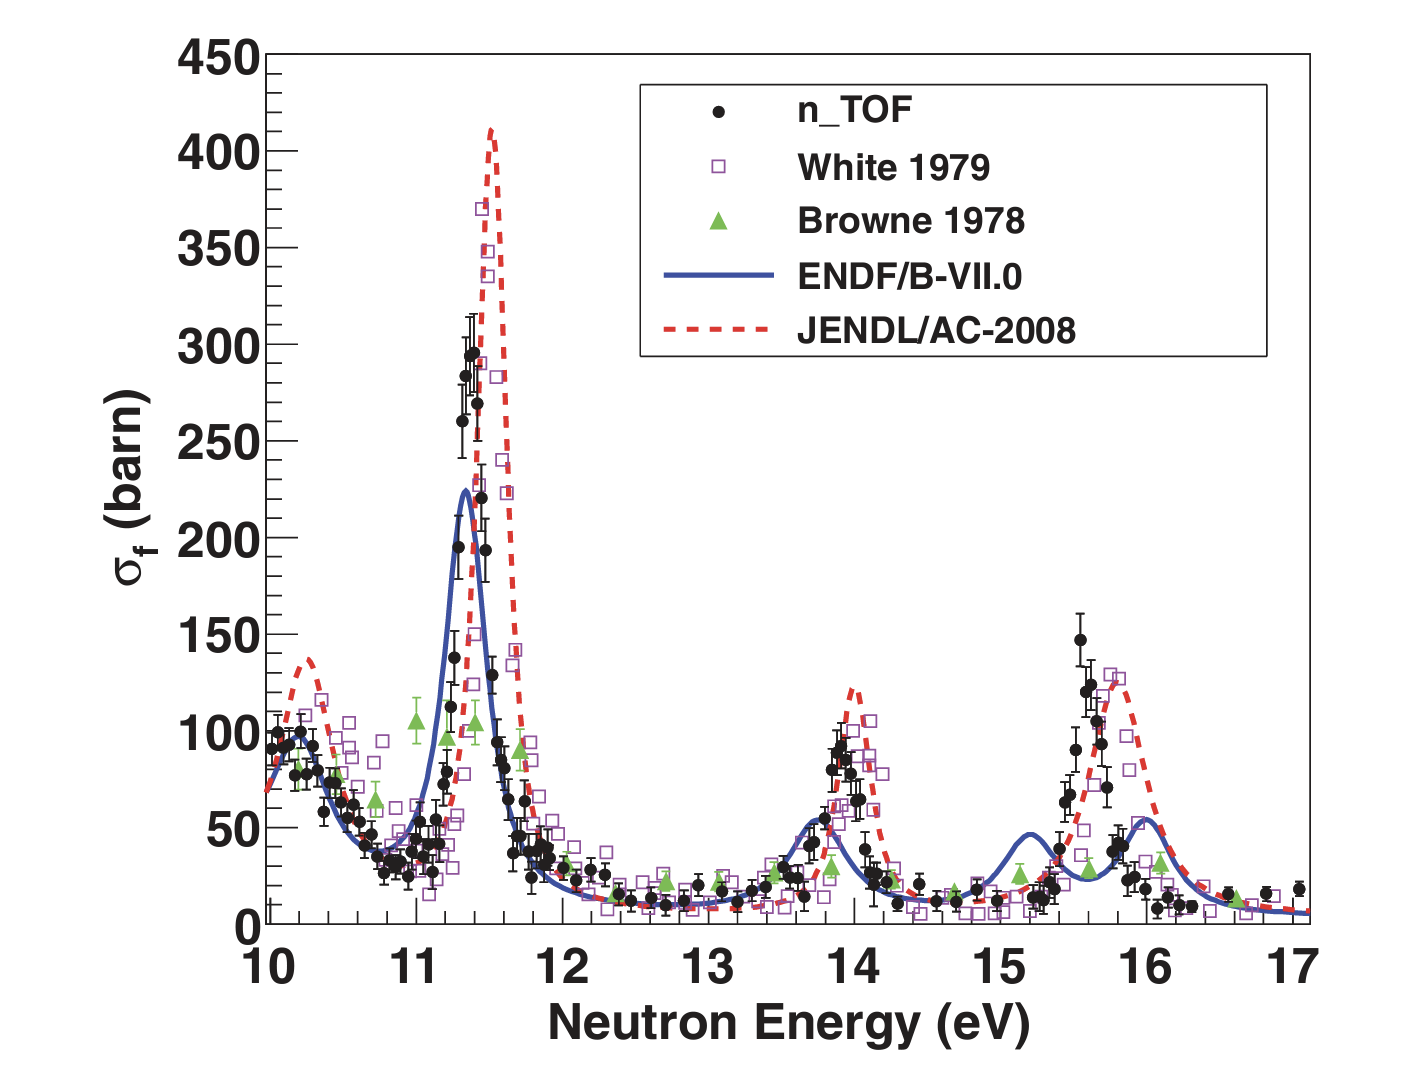 450
400
350
300
250
200
150
100
50
0
σf (barn)
n_TOF
White 1979
Browne 1978
ENDF/B-VII.0
JENDL/AC-2008
10 11 12 13 14 15 16 17
Neutron Energy (eV)